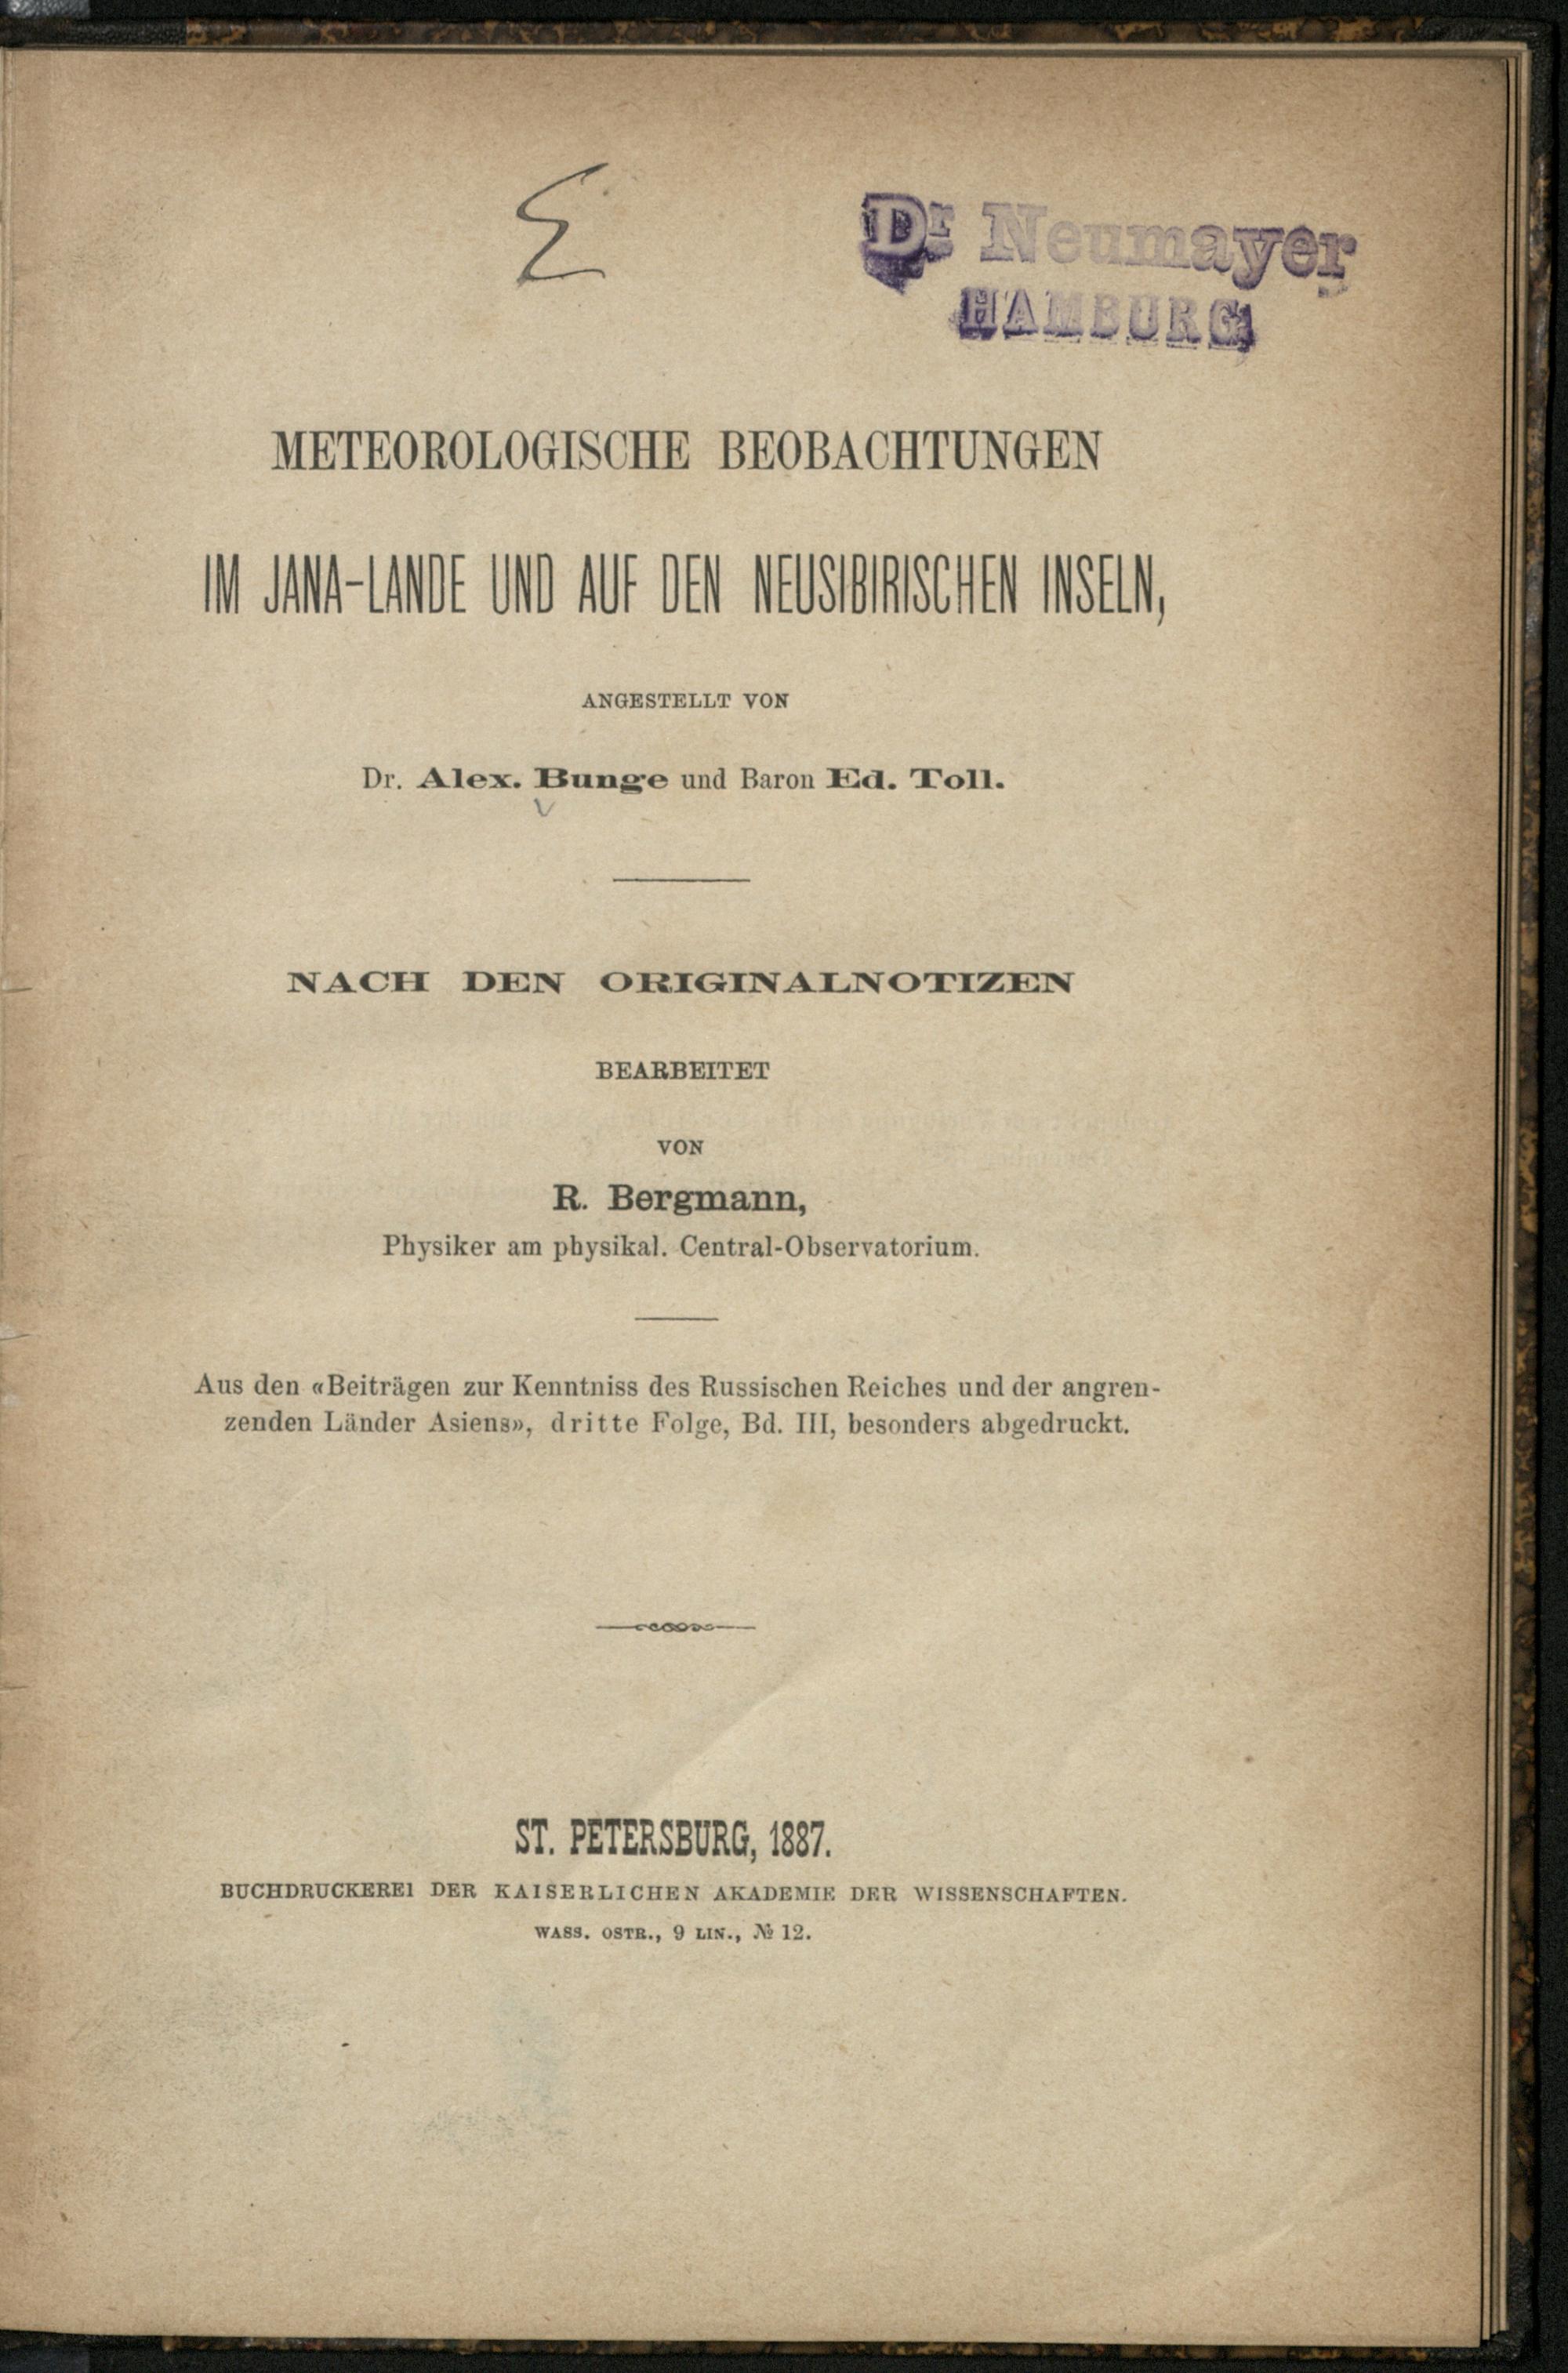 Dr Neumayer
HAMBURG
METEOROLOGISCHE BEOBACHTUNGEN
IM JANA-LANDE UND AUF DEN NEUSIBIRISCHEN INSELN,
ANGESTELLT VON
Dr. Alex. Bunge und Baron Ed. Toll.
NACH DEN ORIGINALNOTIZEN
BEARBEITET
VON
R. Bergmann,
Physiker am physikal. Central-Observatorium.
Aus den «Beiträgen zur Kenntniss des Russischen Reiches und der angren-
zenden Länder Asiens», dritte Folge, Bd. III, besonders abgedruckt.
ST. PETERSBURG, 1887.
BUCHDRUCKEREI DER KAISERLICHEN AKADEMIE DER WISSENSCHAFTEN.
WASS. OSTR., 9 LIN., № 12.